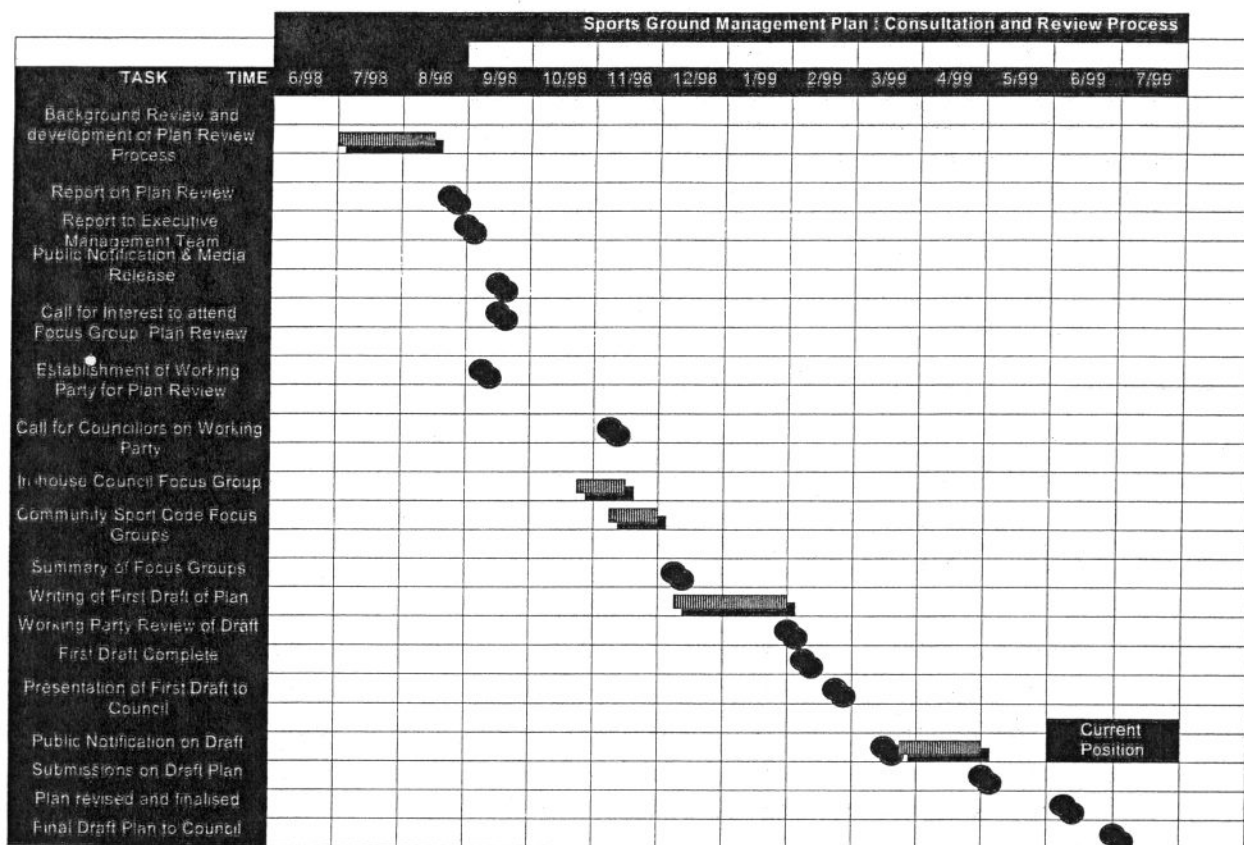 Sports Ground Management Plan : Consultation and Review Process
TASK TIME 6/98 7/98 8/98 9/98 10/98 11/98 12/98 1/99 2/99 3/99 4/99 5/99 6/99 7/99
Background Review and
development of Plan Review
Process
Report on Plan Review
Report to Executive
Management Team
Public Notification & Media
Release
Call for Interest to attend
Focus Group Plan Review
Establishment of Working
Party for Plan Review
Call for Councillors on Working
Party
In-house Council Focus Group
Community Sport Code Focus
Groups
Summary of Focus Groups
Writing of First Draft of Plan
Working Party Review of Draft
First Draft Complete
Presentation of First Draft to
Council
Public Notification on Draft
Current
Position
Submissions on Draft Plan
Plan revised and finalised
Final Draft Plan to Council